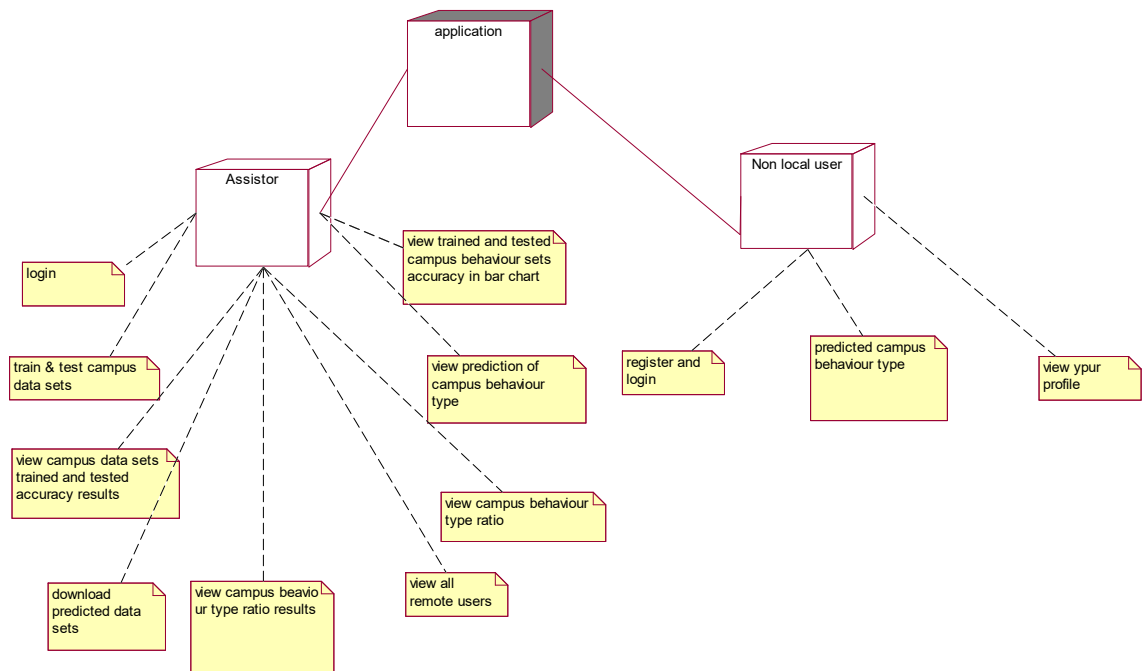 application
Assistor
Non local user
login
view trained and tested
campus behaviour sets
accuracy in bar chart
train & test campus
data sets
view prediction of
campus behaviour
type
register and
login
predicted campus
behaviour type
view ypur
profile
view campus data sets
trained and tested
accuracy results
view campus behaviour
type ratio
download
predicted data
sets
view campus beavio
ur type ratio results
view all
remote users